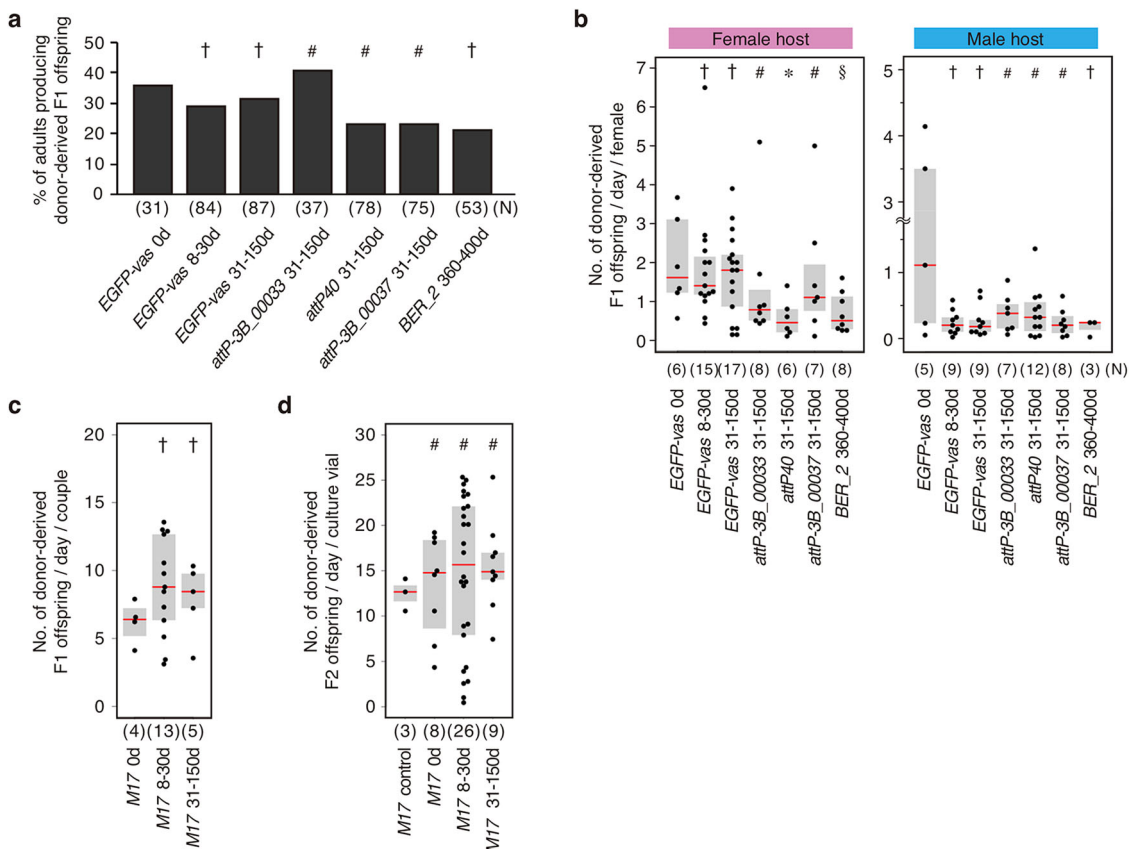 a
% of adults producing
donor-derived F1 offspring
50
40
30
20
10
0
† † # # # †
(31) (84) (87) (37) (78) (75) (53) (N)
EGFP-vas 0d
EGFP-vas 8-30d
EGFP-vas 31-150d
attP-3B_00033 31-150d
attP40 31-150d
attP-3B_00037 31-150d
BER_2 360-400d
b
Female host
No. of donor-derived
F1 offspring / day / female
7
6
5
4
3
2
1
0
† † # * # §
(6) (15) (17) (8) (6) (7) (8)
EGFP-vas 0d
EGFP-vas 8-30d
EGFP-vas 31-150d
attP-3B_00033 31-150d
attP40 31-150d
attP-3B_00037 31-150d
BER_2 360-400d
Male host
5
4
3
1
0
† † # # # †
(5) (9) (9) (7) (12) (8) (3) (N)
EGFP-vas 0d
EGFP-vas 8-30d
EGFP-vas 31-150d
attP-3B_00033 31-150d
attP40 31-150d
attP-3B_00037 31-150d
BER_2 360-400d
c
No. of donor-derived
F1 offspring / day / couple
20
15
10
5
0
† †
(4) (13) (5)
M17 0d
M17 8-30d
M17 31-150d
d
No. of donor-derived
F2 offspring / day / culture vial
30
25
20
15
10
5
0
# # #
(3) (8) (26) (9)
M17 control
M17 0d
M17 8-30d
M17 31-150d